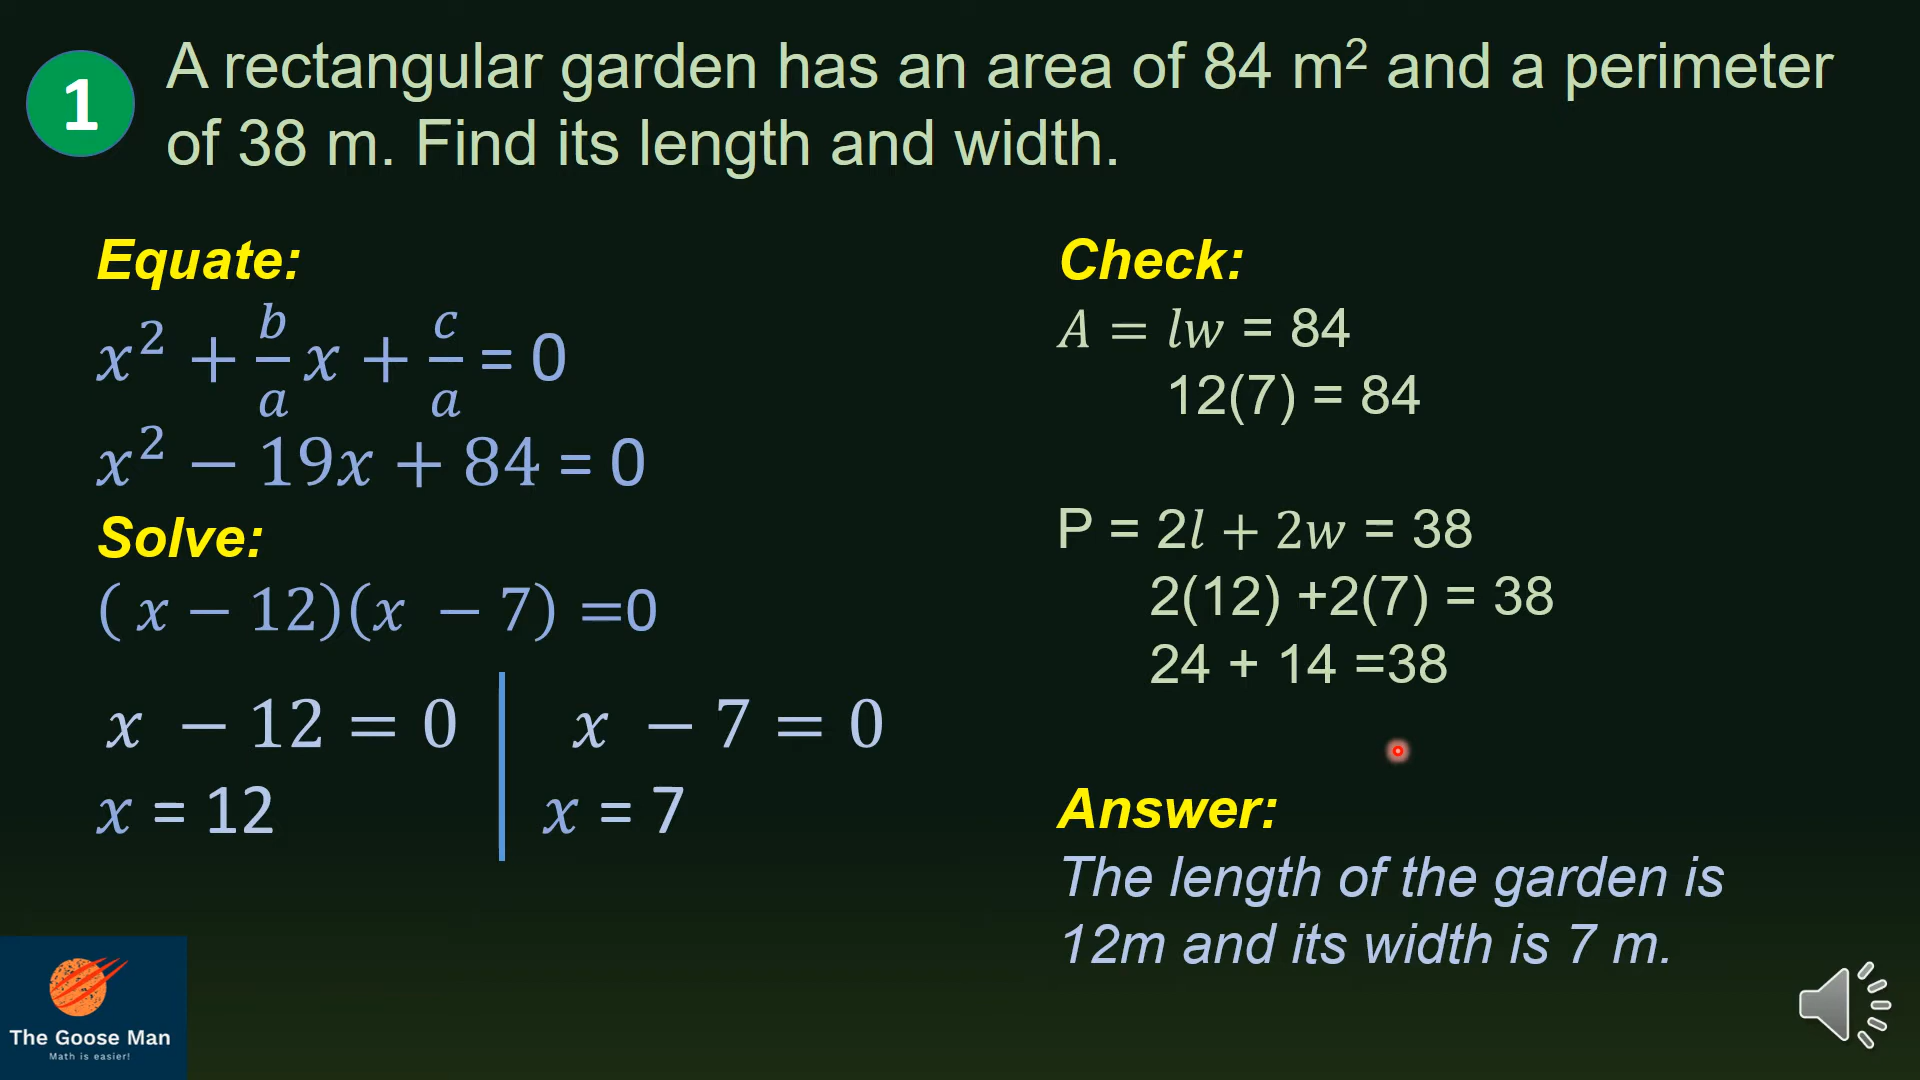 1
A rectangular garden has an area of 84 m² and a perimeter
of 38 m. Find its length and width.
Equate:
x² + b/a x + c/a = 0
x² − 19x + 84 = 0
Solve:
( x − 12)(x − 7) =0
x − 12 = 0
x = 12
x − 7 = 0
x = 7
Check:
A = lw = 84
12(7) = 84
P = 2l + 2w = 38
2(12) +2(7) = 38
24 + 14 =38
Answer:
The length of the garden is
12m and its width is 7 m.
The Goose Man
Math is easier!